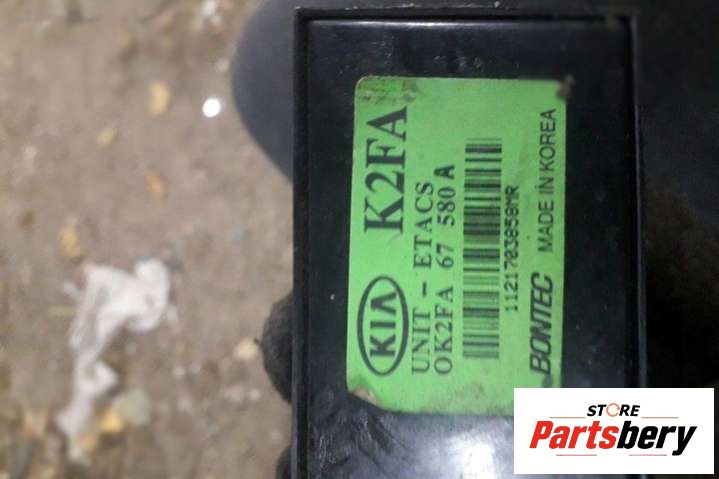 KIA K2FA
UNIT - ETACS
OK2FA 67 580 A
1121703858MR
BONTEC MADE IN KOREA
STORE
Partsbery